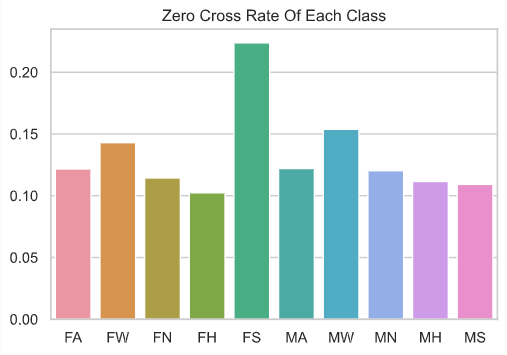 Zero Cross Rate Of Each Class
0.20
0.15
0.10
0.05
0.00
FA FW FN FH FS MA MW MN MH MS